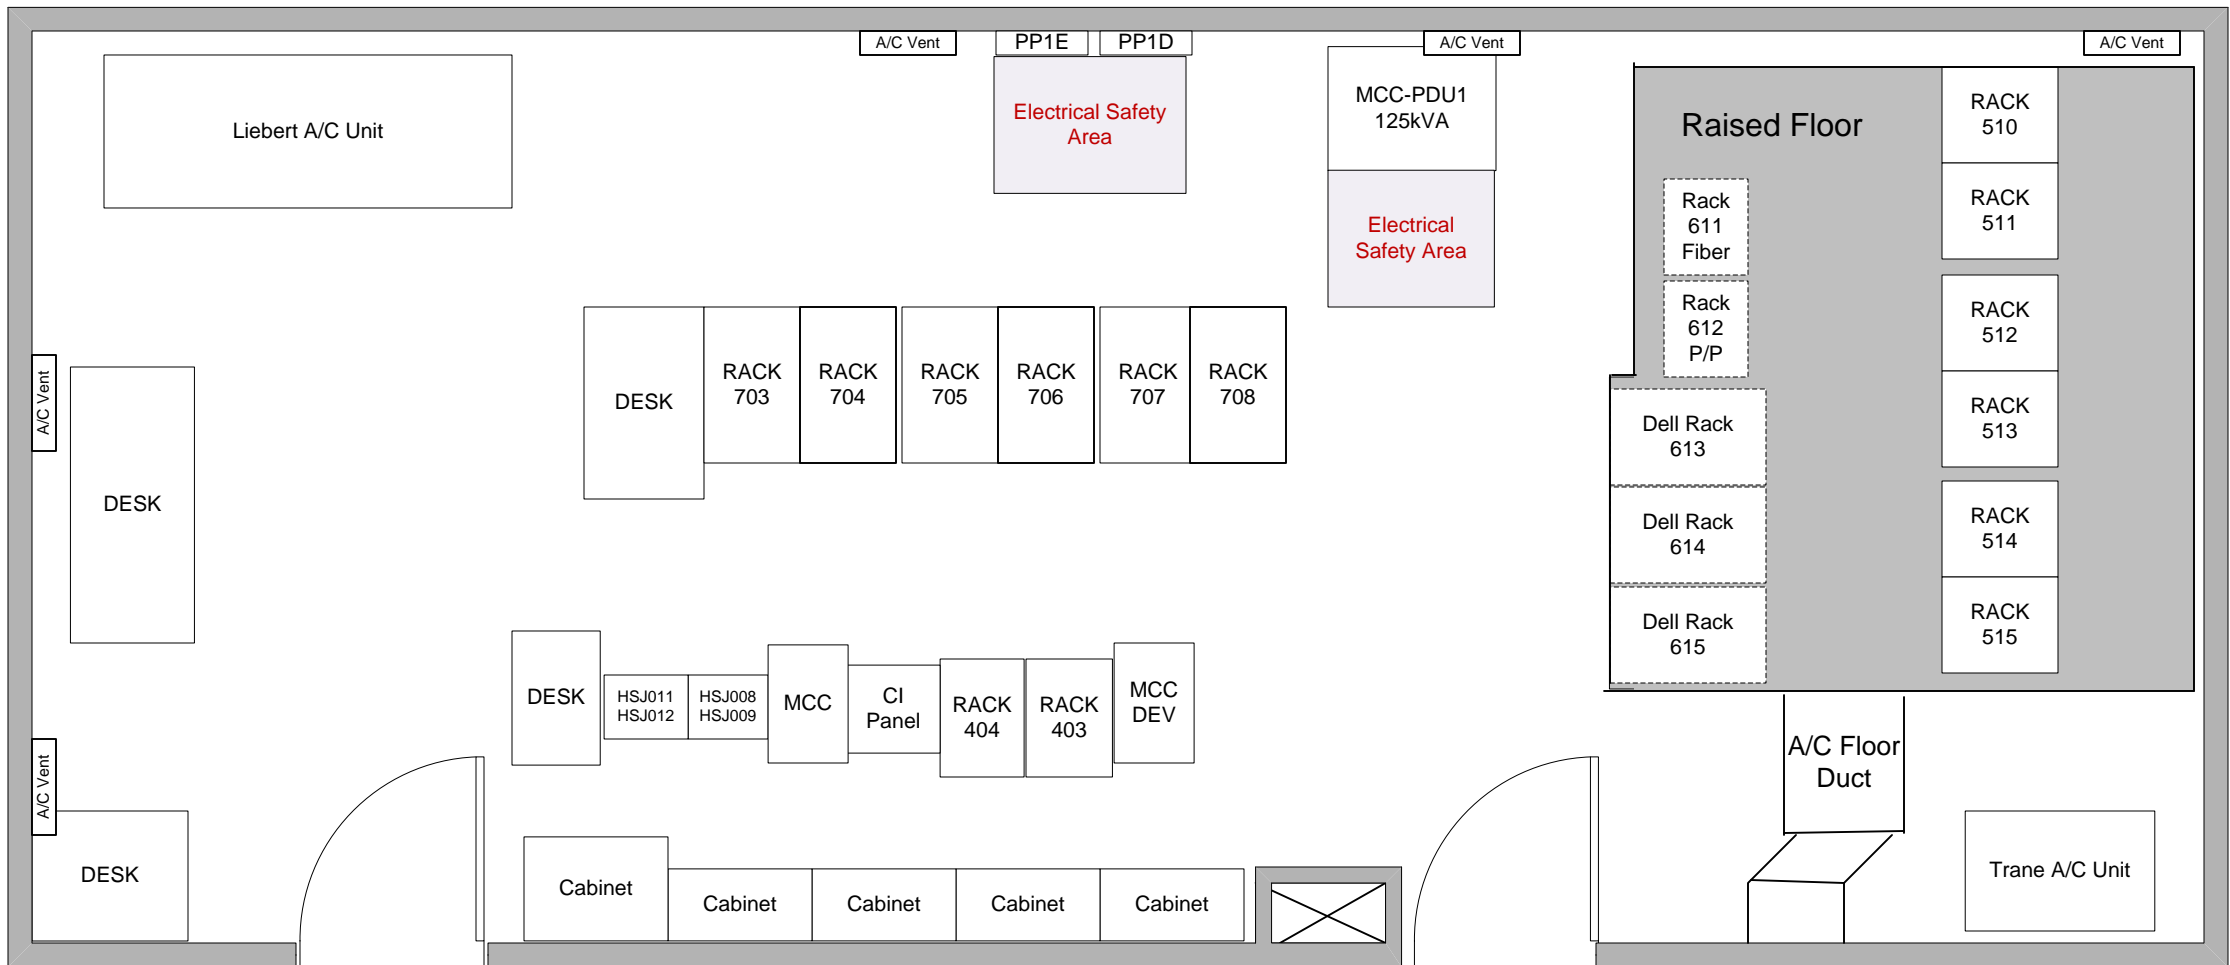 A/C Vent
PP1E
PP1D
A/C Vent
A/C Vent
Liebert A/C Unit
Electrical Safety
Area
MCC-PDU1
125kVA
Electrical
Safety Area
Raised Floor
RACK
510
RACK
511
RACK
512
RACK
513
RACK
514
RACK
515
Rack
611
Fiber
Rack
612
P/P
Dell Rack
613
Dell Rack
614
Dell Rack
615
A/C Vent
DESK
DESK
RACK
703
RACK
704
RACK
705
RACK
706
RACK
707
RACK
708
DESK
HSJ011
HSJ012
HSJ008
HSJ009
MCC
CI
Panel
RACK
404
RACK
403
MCC
DEV
A/C Vent
DESK
Cabinet
Cabinet
Cabinet
Cabinet
Cabinet
A/C Floor
Duct
Trane A/C Unit